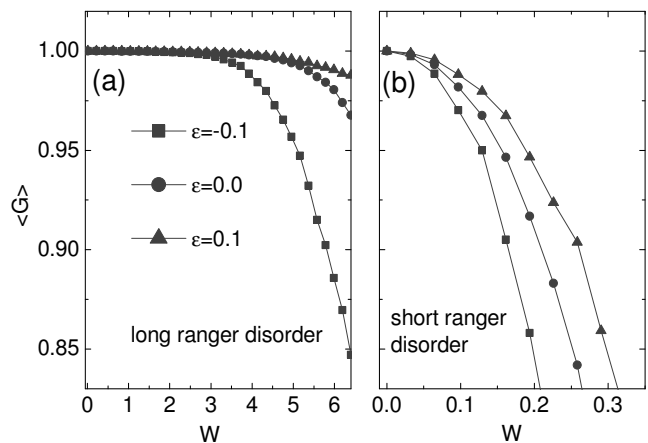 1.00
0.95
0.90
0.85
<G>
(a)
ε=-0.1
ε=0.0
ε=0.1
long ranger disorder
0 1 2 3 4 5 6
W
(b)
short ranger
disorder
0.0 0.1 0.2 0.3
W